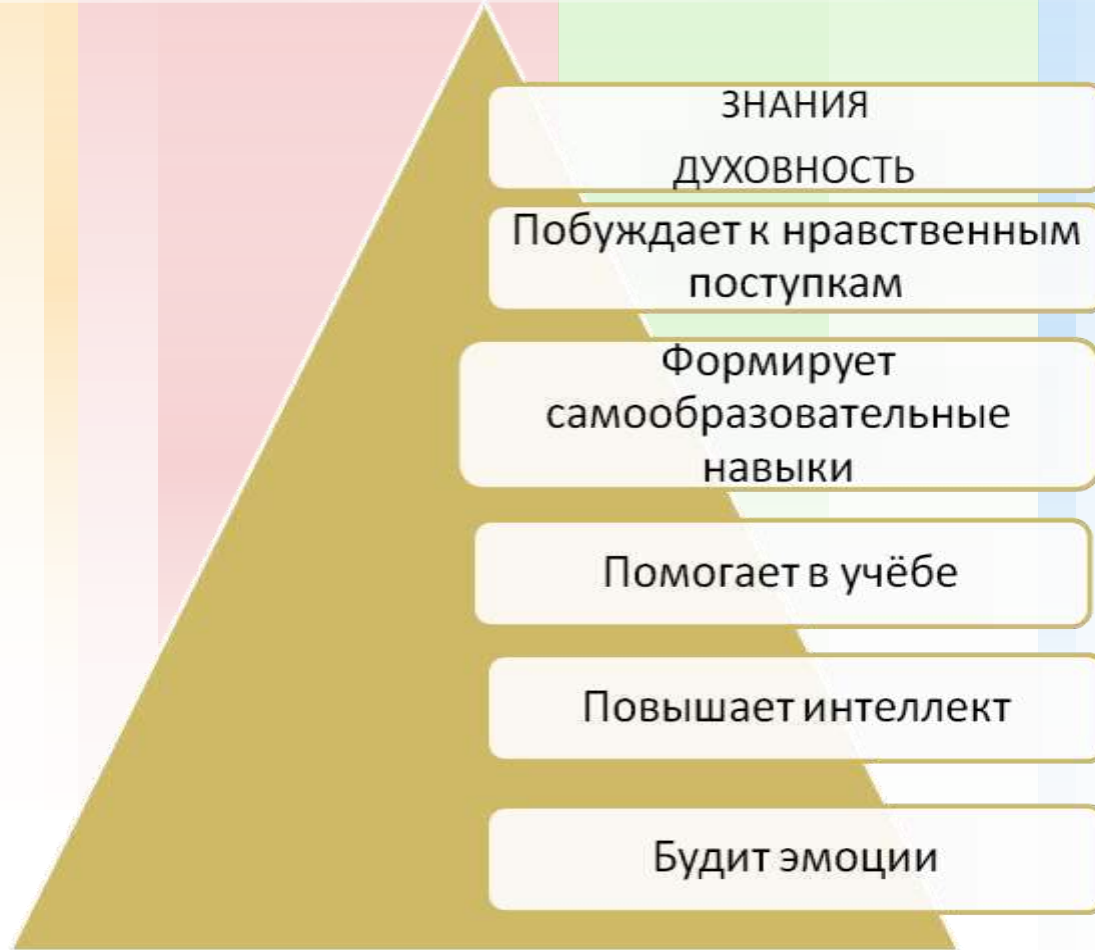 ЗНАНИЯ
ДУХОВНОСТЬ
Побуждает к нравственным
поступкам
Формирует
самообразовательные
навыки
Помогает в учёбе
Повышает интеллект
Будит эмоции